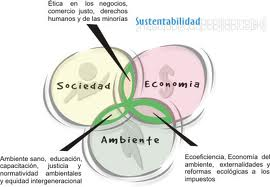 Ética en los negocios,
comercio justo, derechos
humanos y de las minorías
Sustentabilidad
Sociedad
Economía
Ambiente
Ambiente sano, educación,
capacitación, justicia y
normatividad ambientales
y equidad intergeneracional
Ecoeficiencia, Economía del
ambiente, externalidades y
reformas ecológicas a los
impuestos